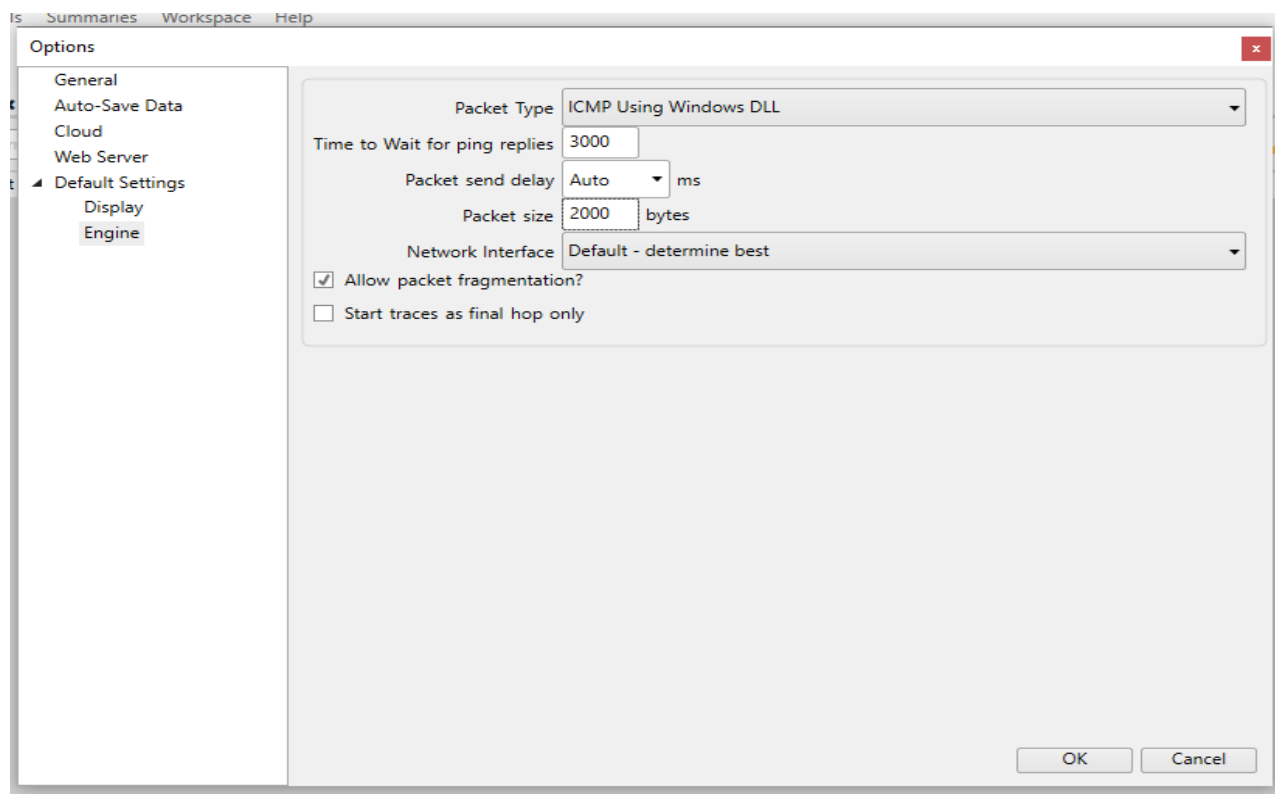 ls Summaries Workspace Help
Options
x
General
Auto-Save Data
Cloud
Web Server
Default Settings
Display
Engine
Packet Type ICMP Using Windows DLL
Time to Wait for ping replies 3000
Packet send delay Auto ms
Packet size 2000 bytes
Network Interface Default - determine best
Allow packet fragmentation?
Start traces as final hop only
OK Cancel